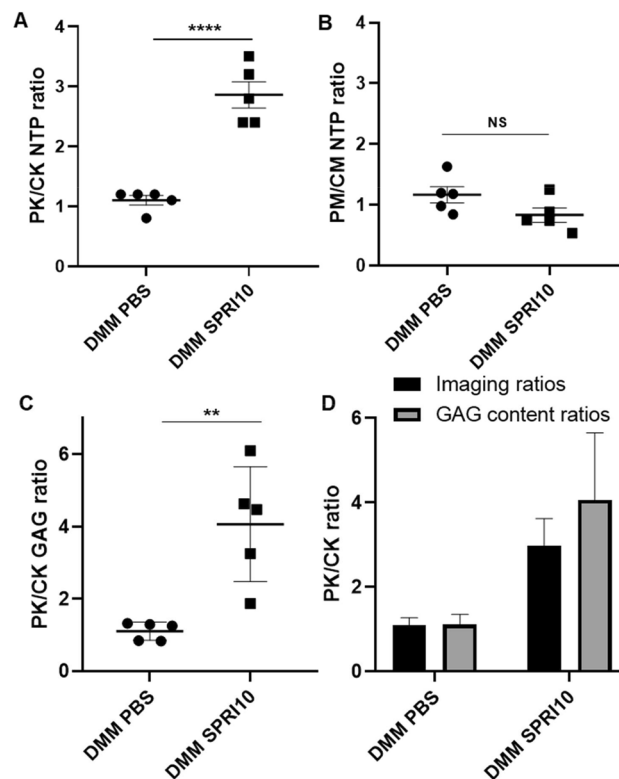 A
PK/CK NTP ratio
4
3
2
1
0
****
DMM PBS
DMM SPRI10
B
PM/CM NTP ratio
4
3
2
1
0
NS
DMM PBS
DMM SPRI10
C
PK/CK GAG ratio
6
4
2
0
**
DMM PBS
DMM SPRI10
D
Imaging ratios
GAG content ratios
PK/CK ratio
6
4
2
0
DMM PBS
DMM SPRI10